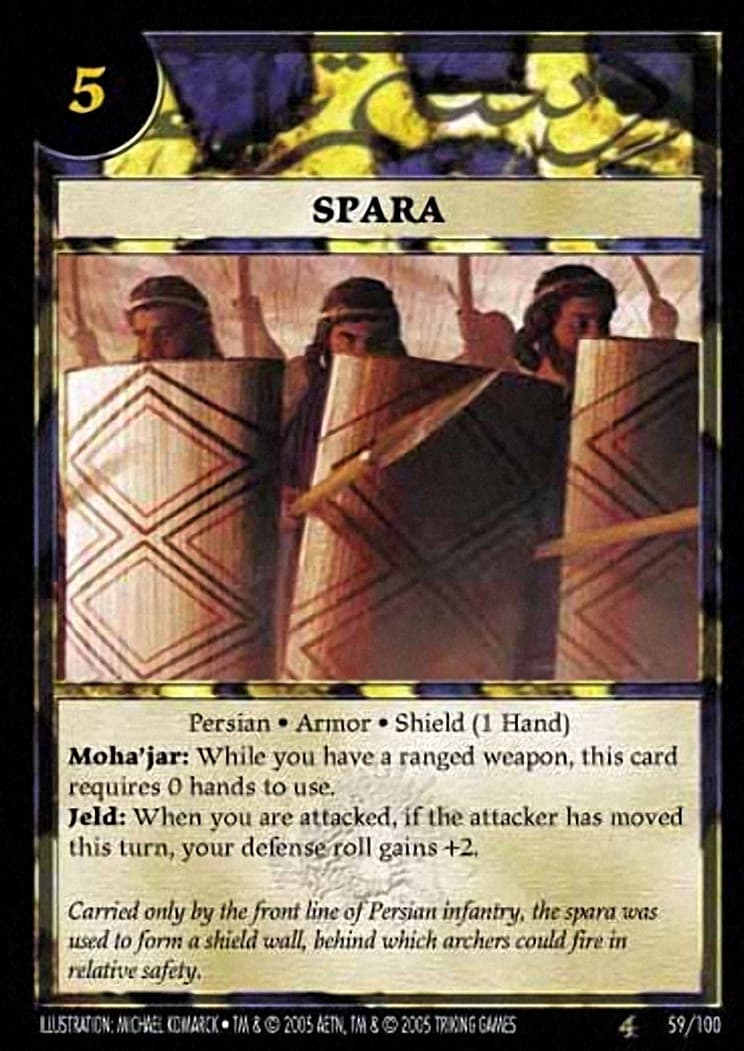 5
SPARA
Persian • Armor • Shield (1 Hand)
Moha'jar: While you have a ranged weapon, this card
requires 0 hands to use.
Jeld: When you are attacked, if the attacker has moved
this turn, your defense roll gains +2.
Carried only by the front line of Persian infantry, the spara was
used to form a shield wall, behind which archers could fire in
relative safety.
ILLUSTRATION: MICHAEL KOMARCK • TM & © 2005 AETN, TM & © 2005 TRIKING GAMES 4 59/100